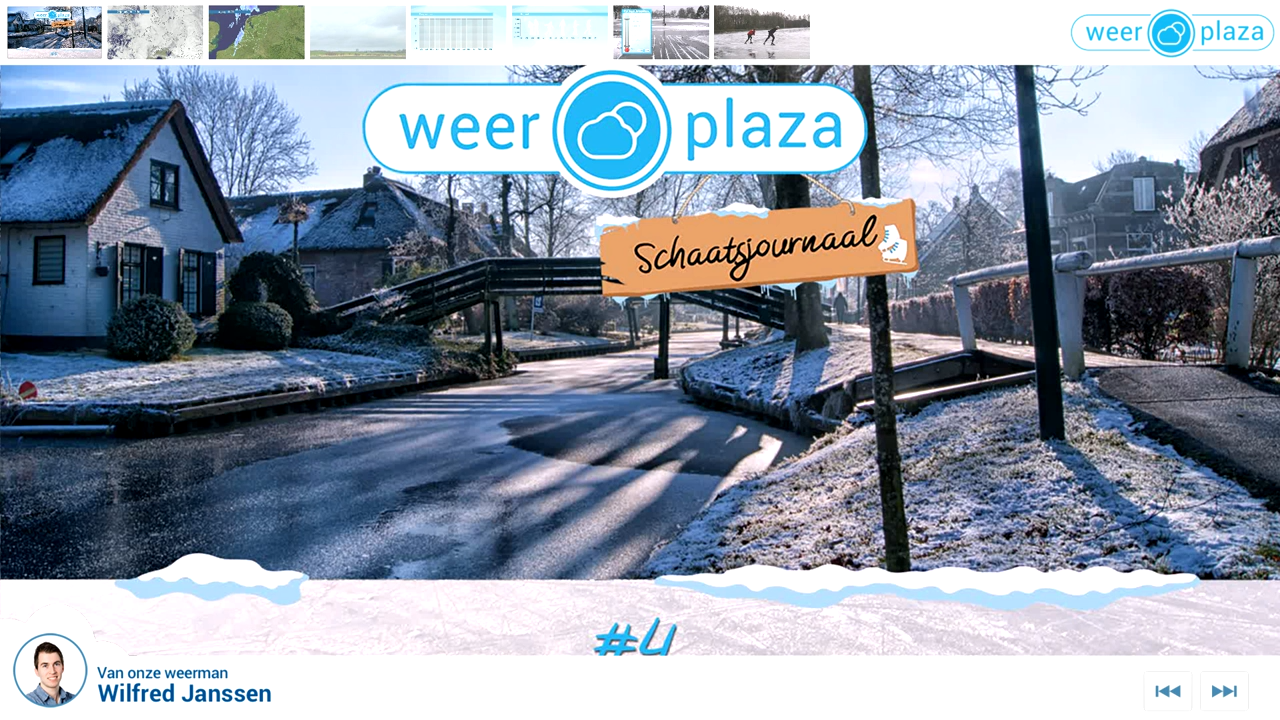 weer plaza
weer plaza
Schaatsjournaal
#4
Van onze weerman
Wilfred Janssen